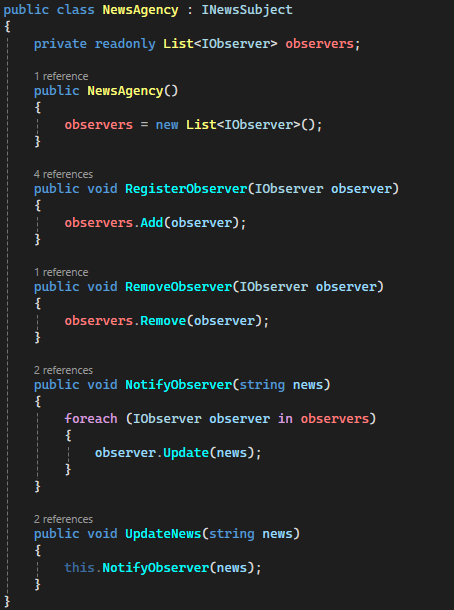 public class NewsAgency : INewsSubject
{
private readonly List<IObserver> observers;
1 reference
public NewsAgency()
{
observers = new List<IObserver>();
}
4 references
public void RegisterObserver(IObserver observer)
{
observers.Add(observer);
}
1 reference
public void RemoveObserver(IObserver observer)
{
observers.Remove(observer);
}
2 references
public void NotifyObserver(string news)
{
foreach (IObserver observer in observers)
{
observer.Update(news);
}
}
2 references
public void UpdateNews(string news)
{
this.NotifyObserver(news);
}
}